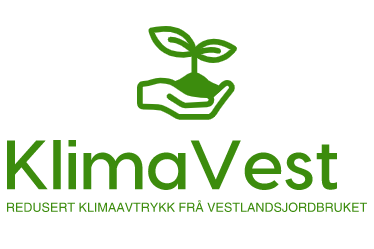 KlimaVest
REDUSERT KLIMAAVTRYKK FRÅ VESTLANDSJORDBRUKET